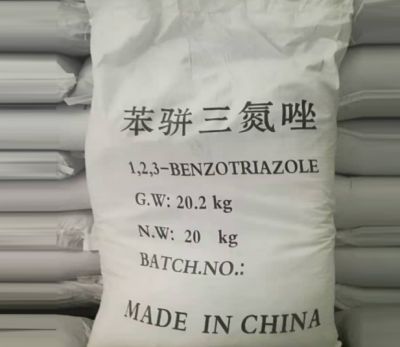 苯骈三氮唑
1,2,3-BENZOTRIAZOLE
G.W: 20.2 kg
N.W: 20 kg
BATCH.NO.:
MADE IN CHINA